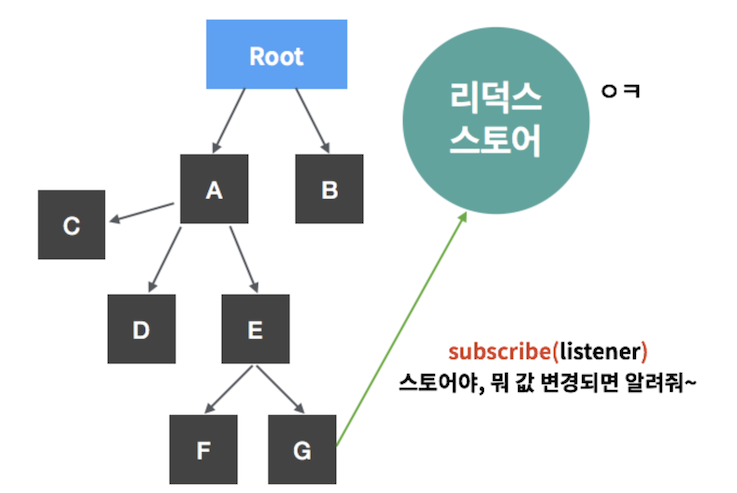 Root
리덕스
스토어
ㅇㅋ
A
B
C
D
E
subscribe(listener)
스토어야, 뭐 값 변경되면 알려줘~
F
G